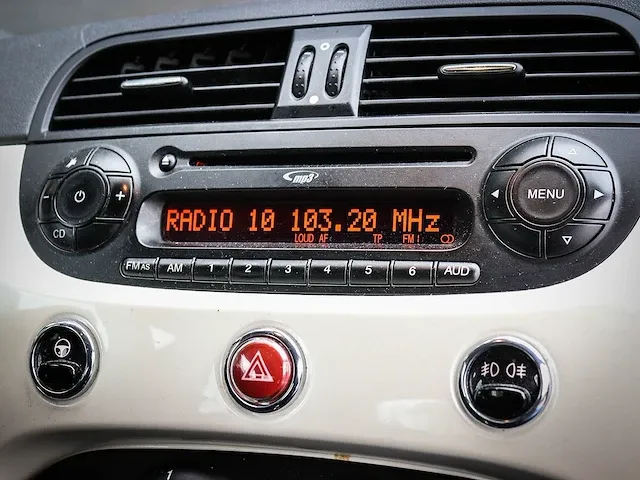 mp3
RADIO 10 103.20 MHz
LOUD AF TP FM1
- +
CD
MENU
FM AS AM 1 2 3 4 5 6 AUD